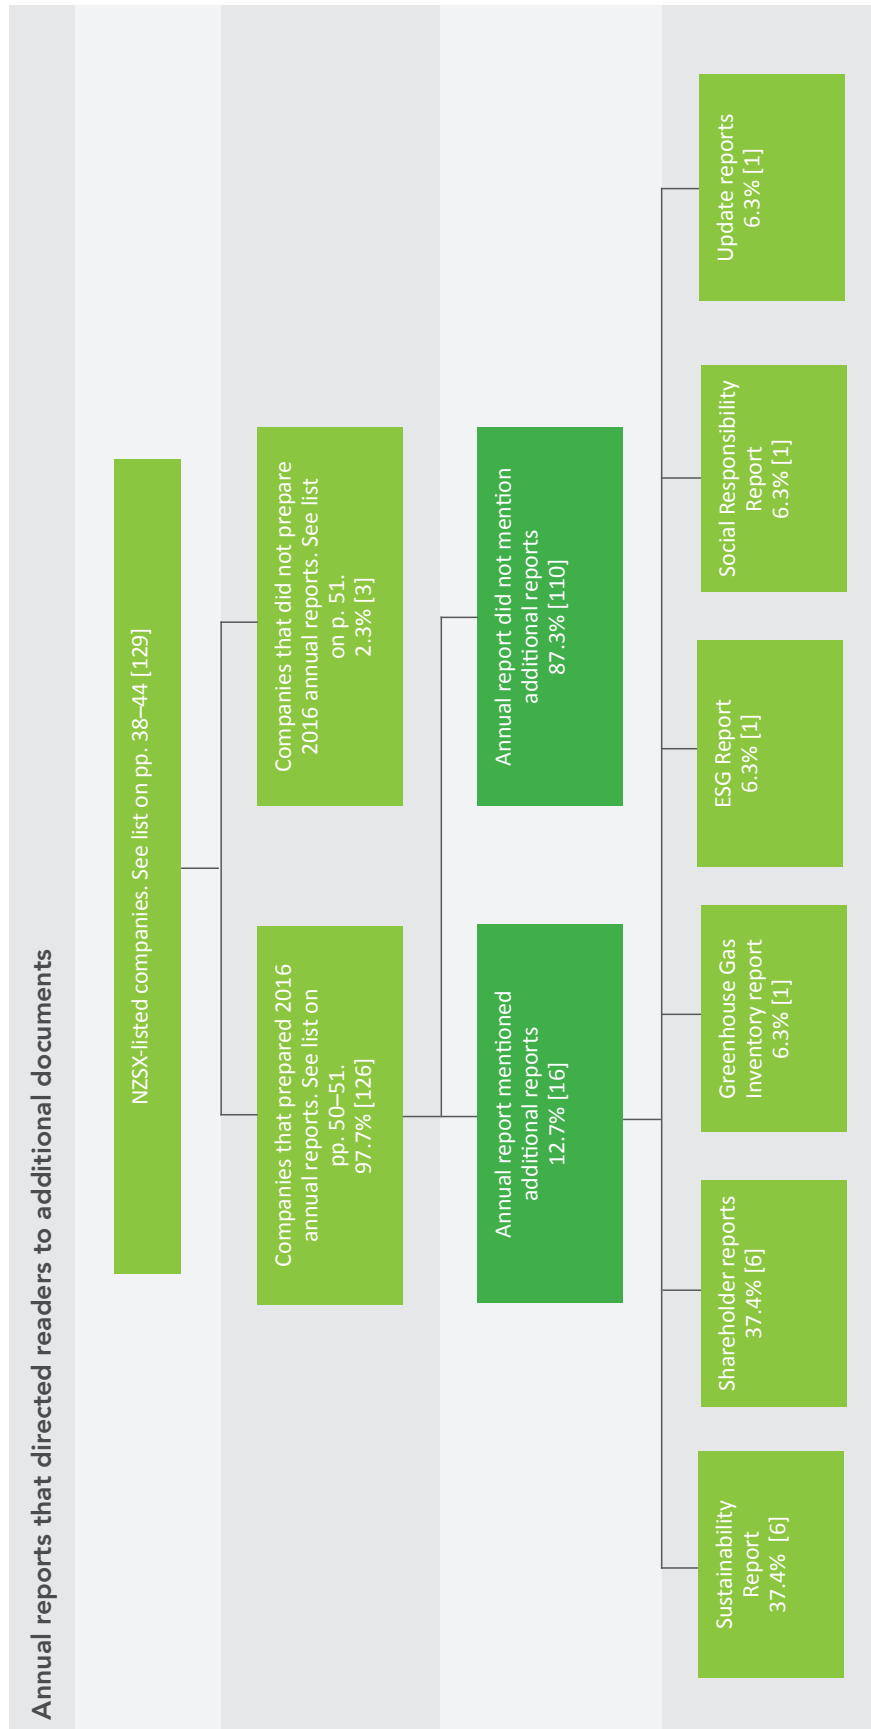 Annual reports that directed readers to additional documents
NZSX-listed companies. See list on pp. 38–44 [129]
Companies that prepared 2016
annual reports. See list on
pp. 50–51.
97.7% [126]
Companies that did not prepare
2016 annual reports. See list
on p. 51.
2.3% [3]
Annual report mentioned
additional reports
12.7% [16]
Annual report did not mention
additional reports
87.3% [110]
Sustainability
Report
37.4% [6]
Shareholder reports
37.4% [6]
Greenhouse Gas
Inventory report
6.3% [1]
ESG Report
6.3% [1]
Social Responsibility
Report
6.3% [1]
Update reports
6.3% [1]